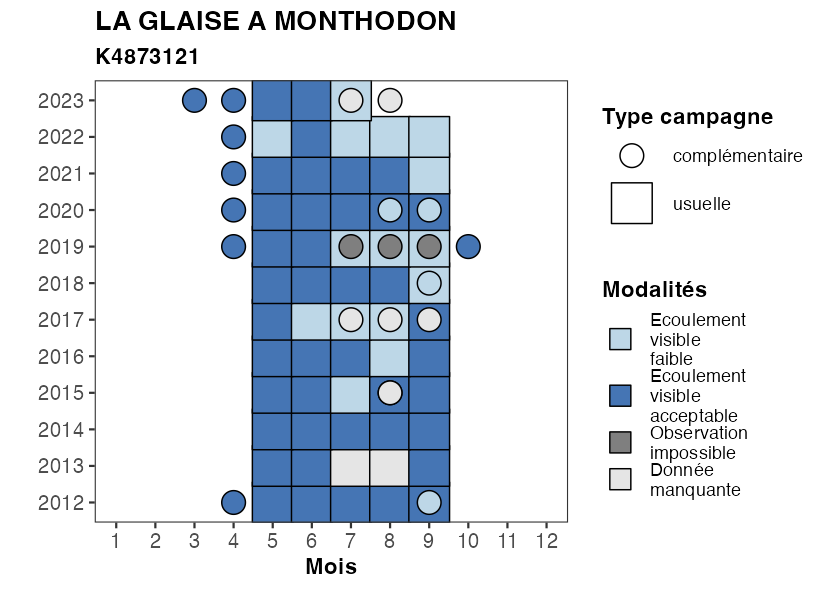 LA GLAISE A MONTHODON
K4873121
2023
2022
2021
2020
2019
2018
2017
2016
2015
2014
2013
2012
1 2 3 4 5 6 7 8 9 10 11 12
Mois
Type campagne
complémentaire
usuelle
Modalités
Ecoulement
visible
faible
Ecoulement
visible
acceptable
Observation
impossible
Donnée
manquante